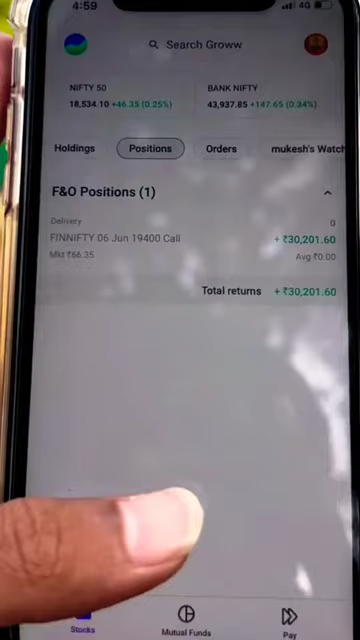 4:59
4G
Search Groww
NIFTY 50
18,534.10 +46.35 (0.25%)
BANK NIFTY
43,937.85 +147.65 (0.34%)
Holdings
Positions
Orders
mukesh's Watch
F&O Positions (1)
Delivery
0
FINNIFTY 06 Jun 19400 Call
+ ₹30,201.60
Mkt ₹66.35
Avg ₹0.00
Total returns + ₹30,201.60
Stocks
Mutual Funds
Pay